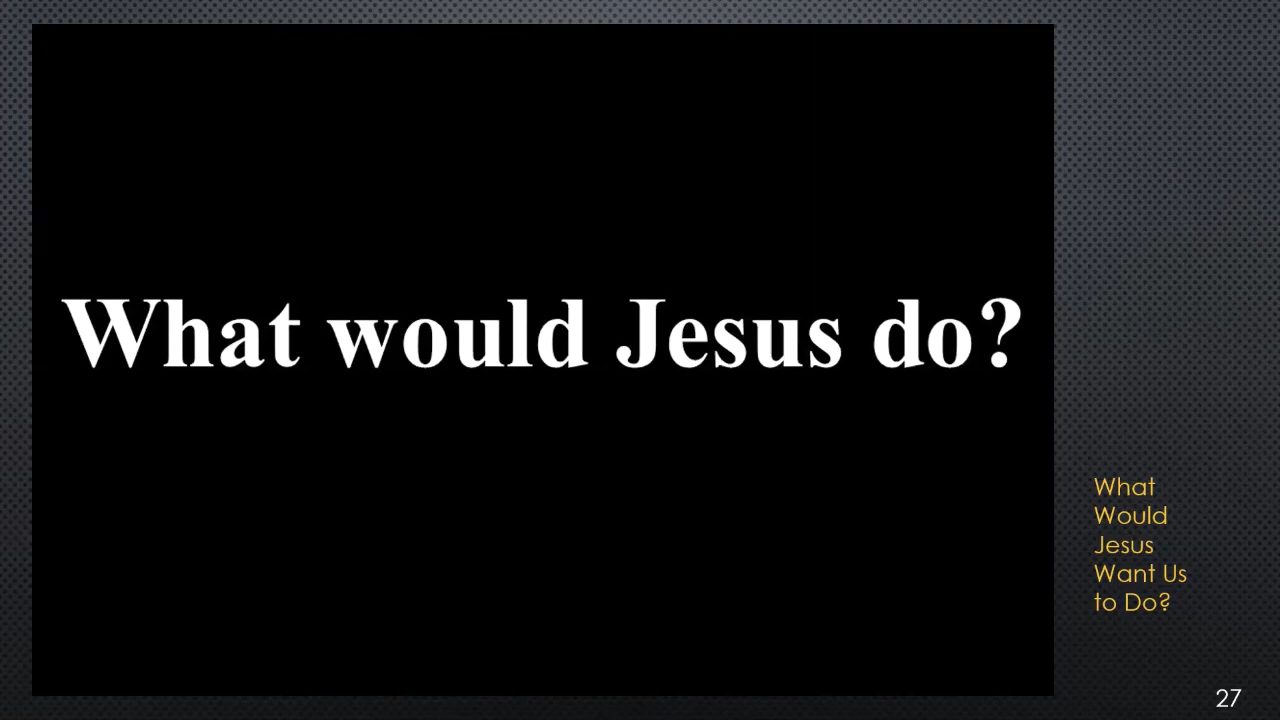 What would Jesus do?
What
Would
Jesus
Want Us
to Do?
27